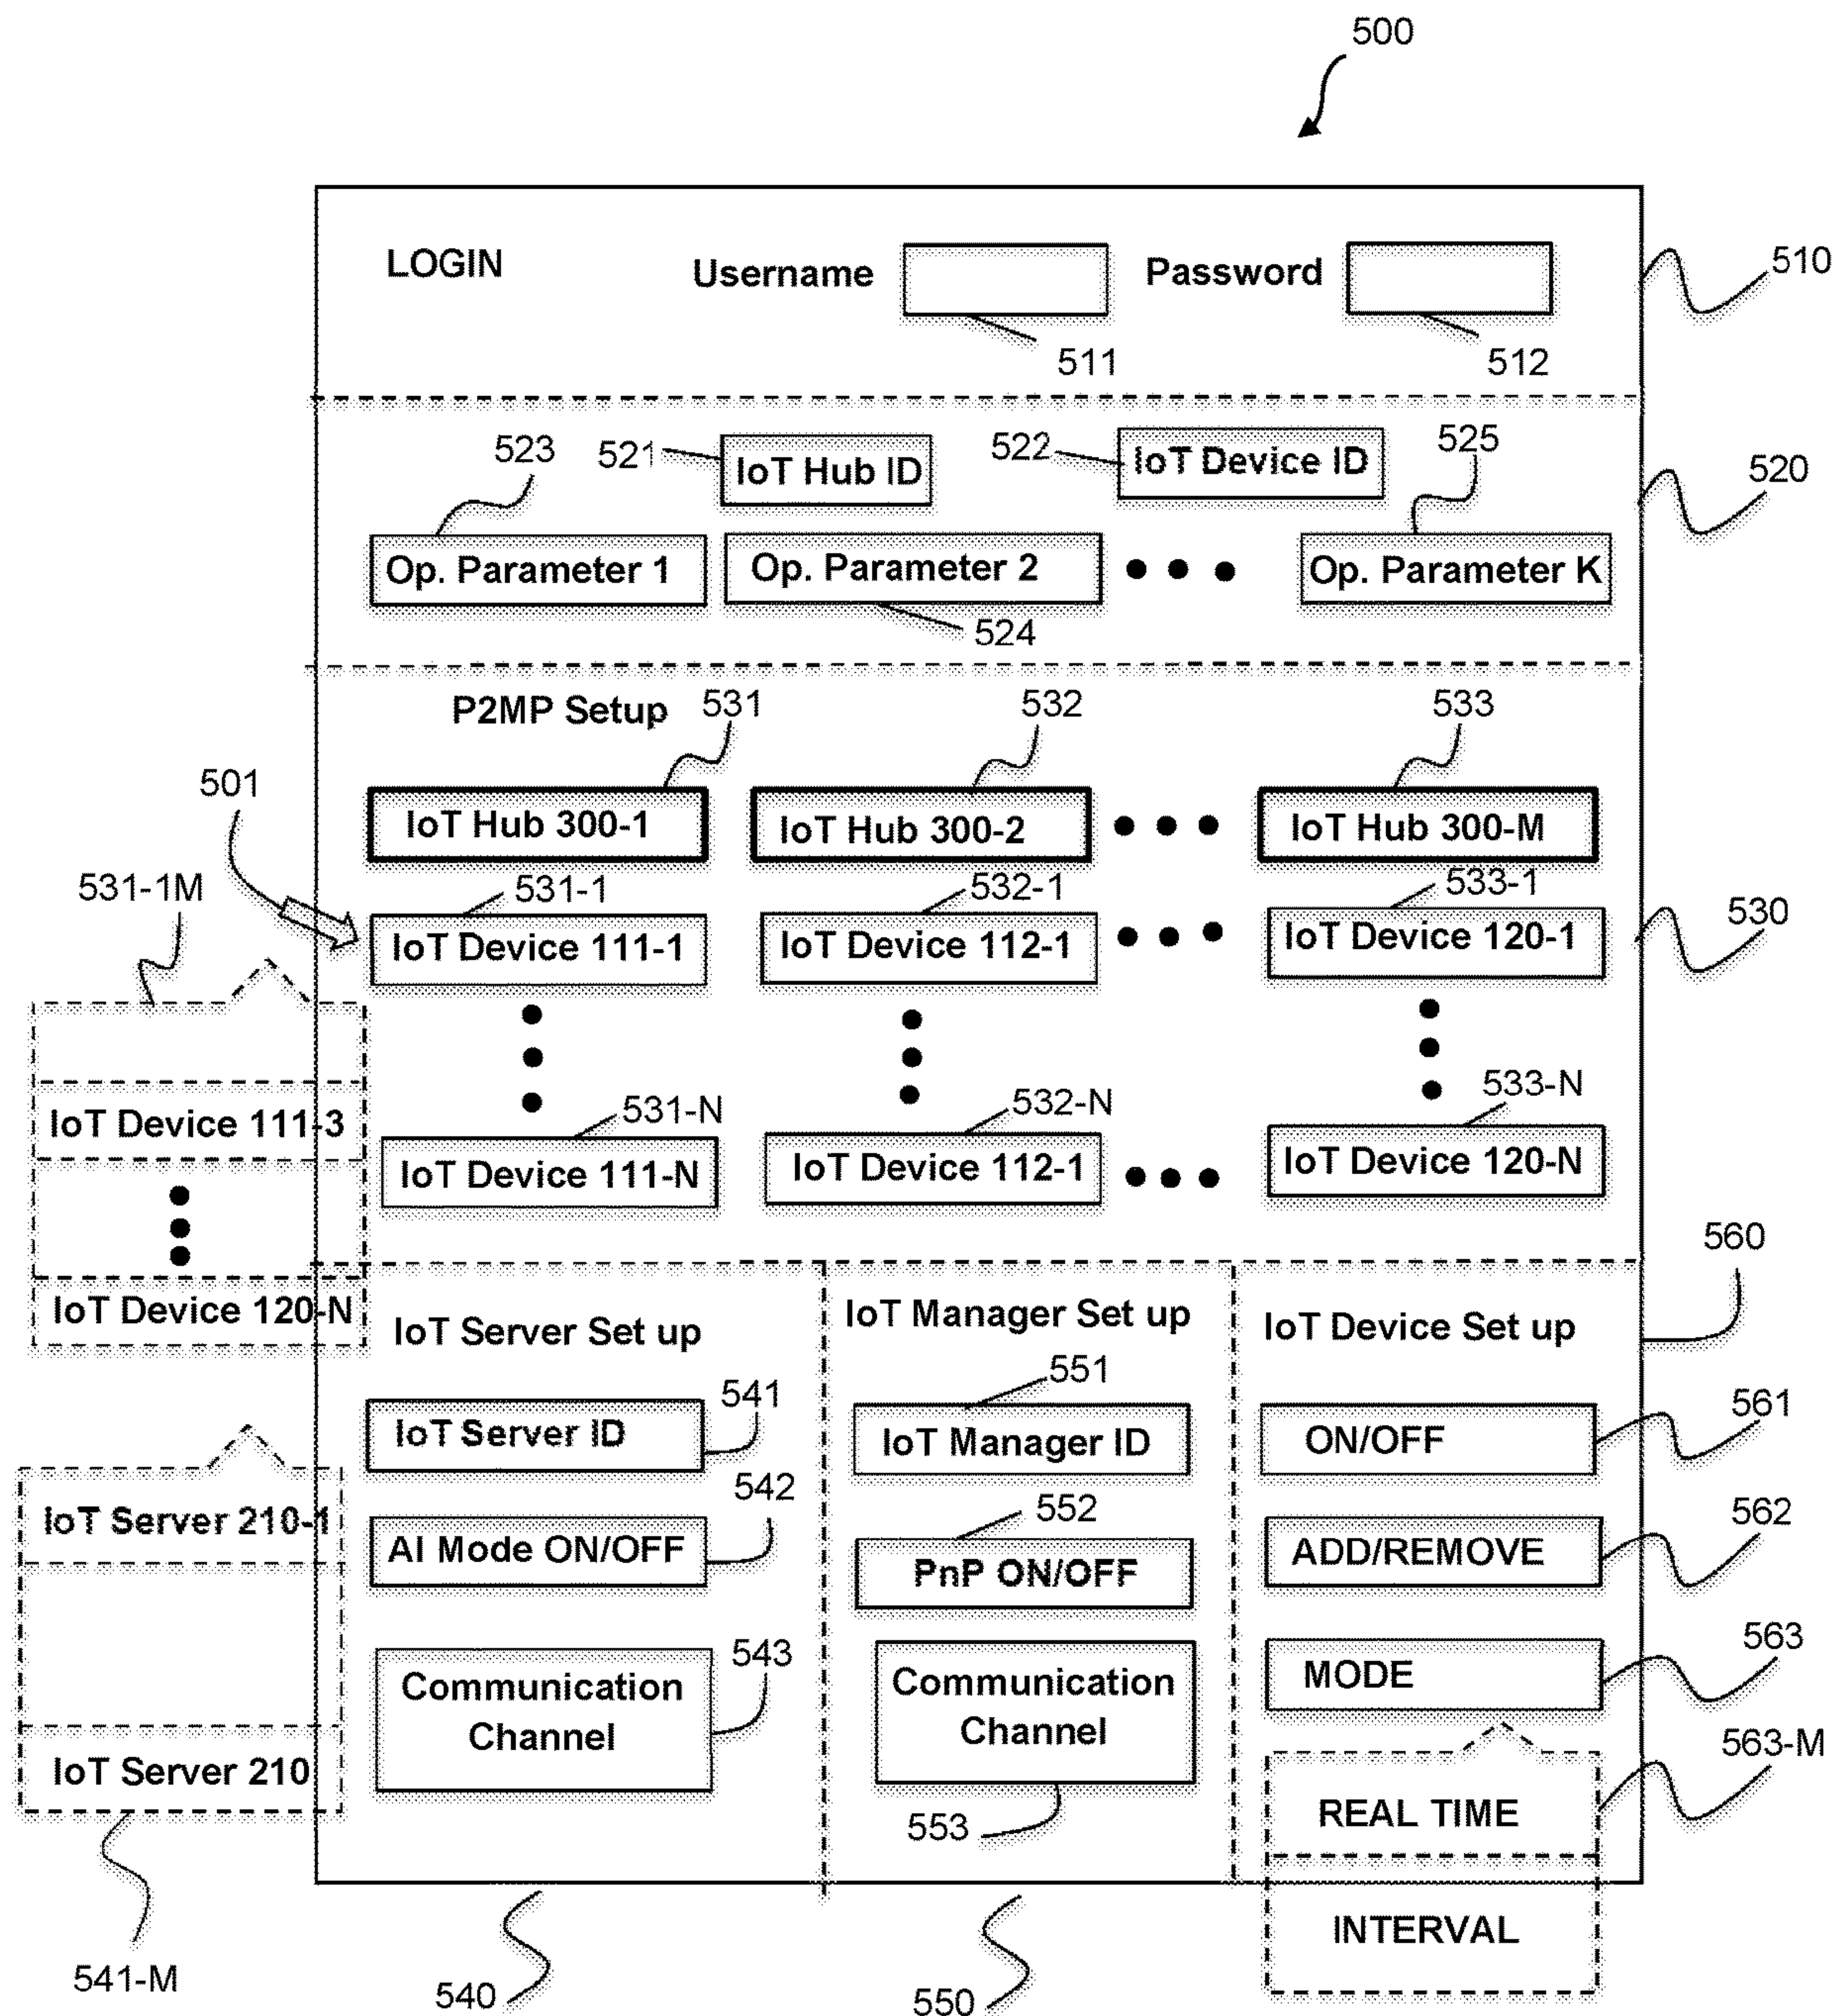 500
LOGIN Username Password 510
511 512
523 521 IoT Hub ID 522 IoT Device ID 525 520
Op. Parameter 1 Op. Parameter 2 Op. Parameter K
524
P2MP Setup 531 532 533
501
IoT Hub 300-1 IoT Hub 300-2 IoT Hub 300-M
531-1M 531-1 532-1 533-1
IoT Device 111-1 IoT Device 112-1 IoT Device 120-1 530
531-N 532-N 533-N
IoT Device 111-3
IoT Device 111-N IoT Device 112-1 IoT Device 120-N
560
IoT Device 120-N
IoT Server Set up IoT Manager Set up IoT Device Set up
541 551 561
IoT Server ID IoT Manager ID ON/OFF
542 552 562
IoT Server 210-1
AI Mode ON/OFF PnP ON/OFF ADD/REMOVE
543 563
Communication
Channel
Communication
Channel
MODE
IoT Server 210
563-M
553
REAL TIME
INTERVAL
541-M 540 550